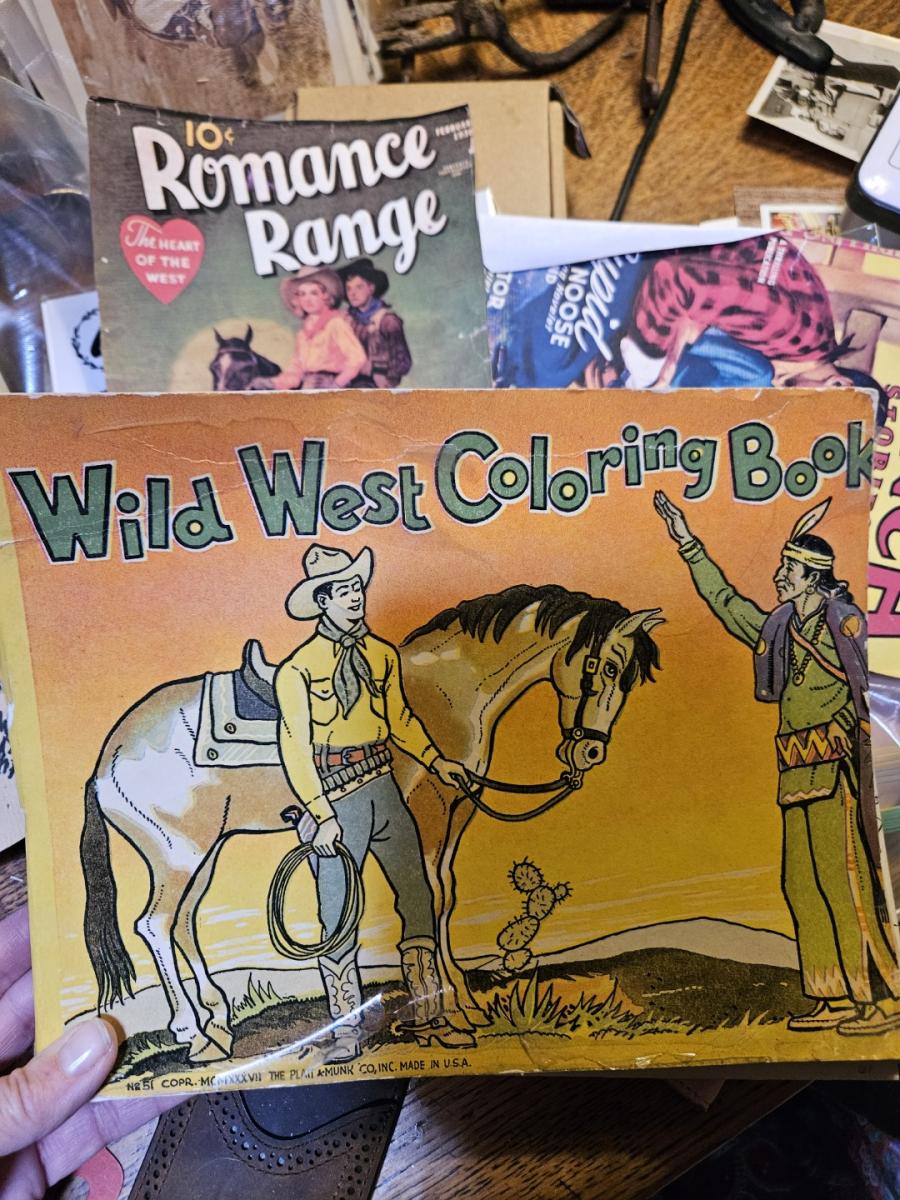 10¢
Romance
Range
FEBRUARY
The HEART
OF THE
WEST
NOOSE
Wild West Coloring Book
No 51 COPR. MCMXXXVII THE PLATT & MUNK CO, INC. MADE IN U.S.A.